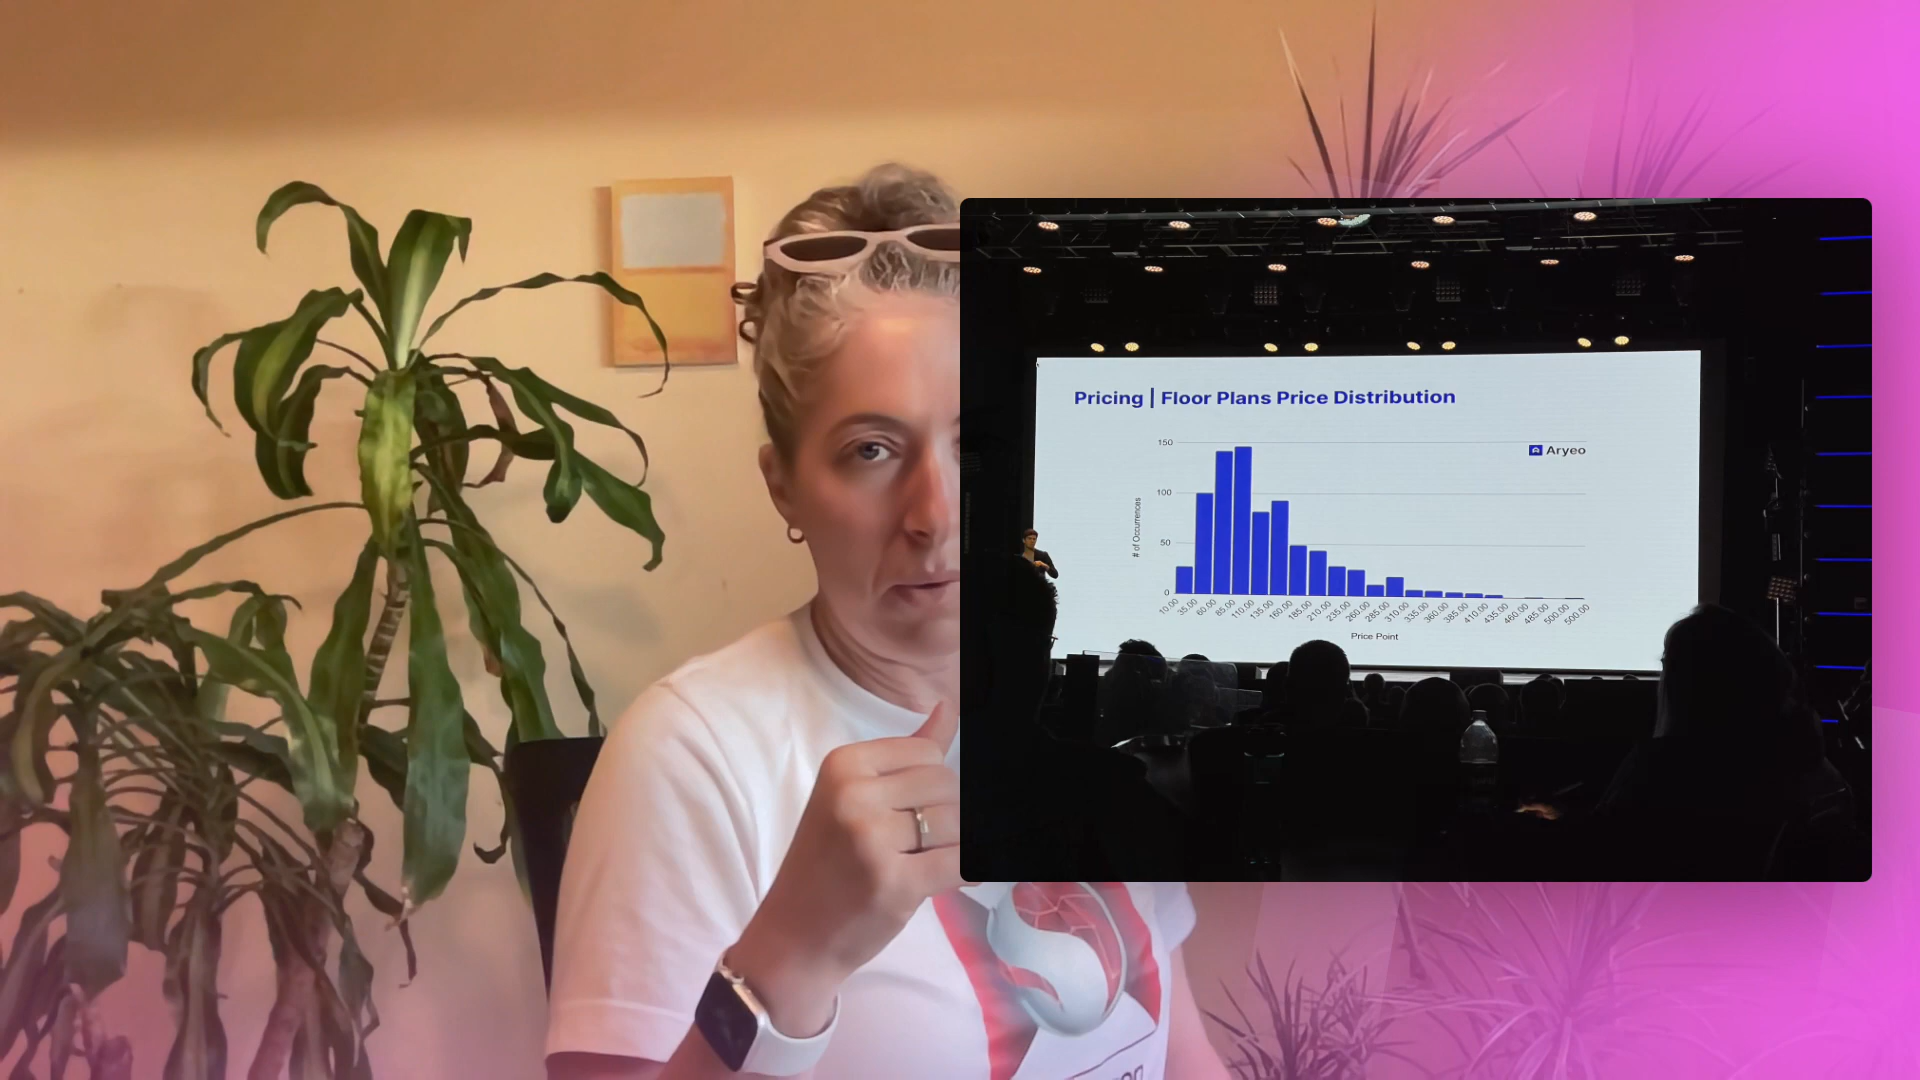 Pricing | Floor Plans Price Distribution
Aryeo
150
100
50
0
# of Occurrences
10.00 35.00 60.00 85.00 110.00 135.00 160.00 185.00 210.00 235.00 260.00 285.00 310.00 335.00 360.00 385.00 410.00 435.00 460.00 485.00 500.00 500.00
Price Point